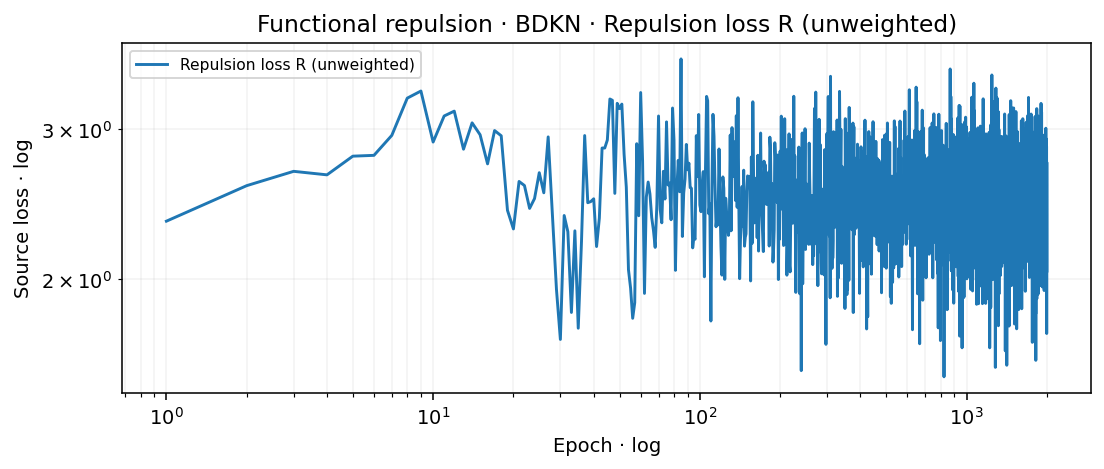 Functional repulsion · BDKN · Repulsion loss R (unweighted)
Repulsion loss R (unweighted)
Source loss · log
3 × 10⁰
2 × 10⁰
10⁰ 10¹ 10² 10³
Epoch · log